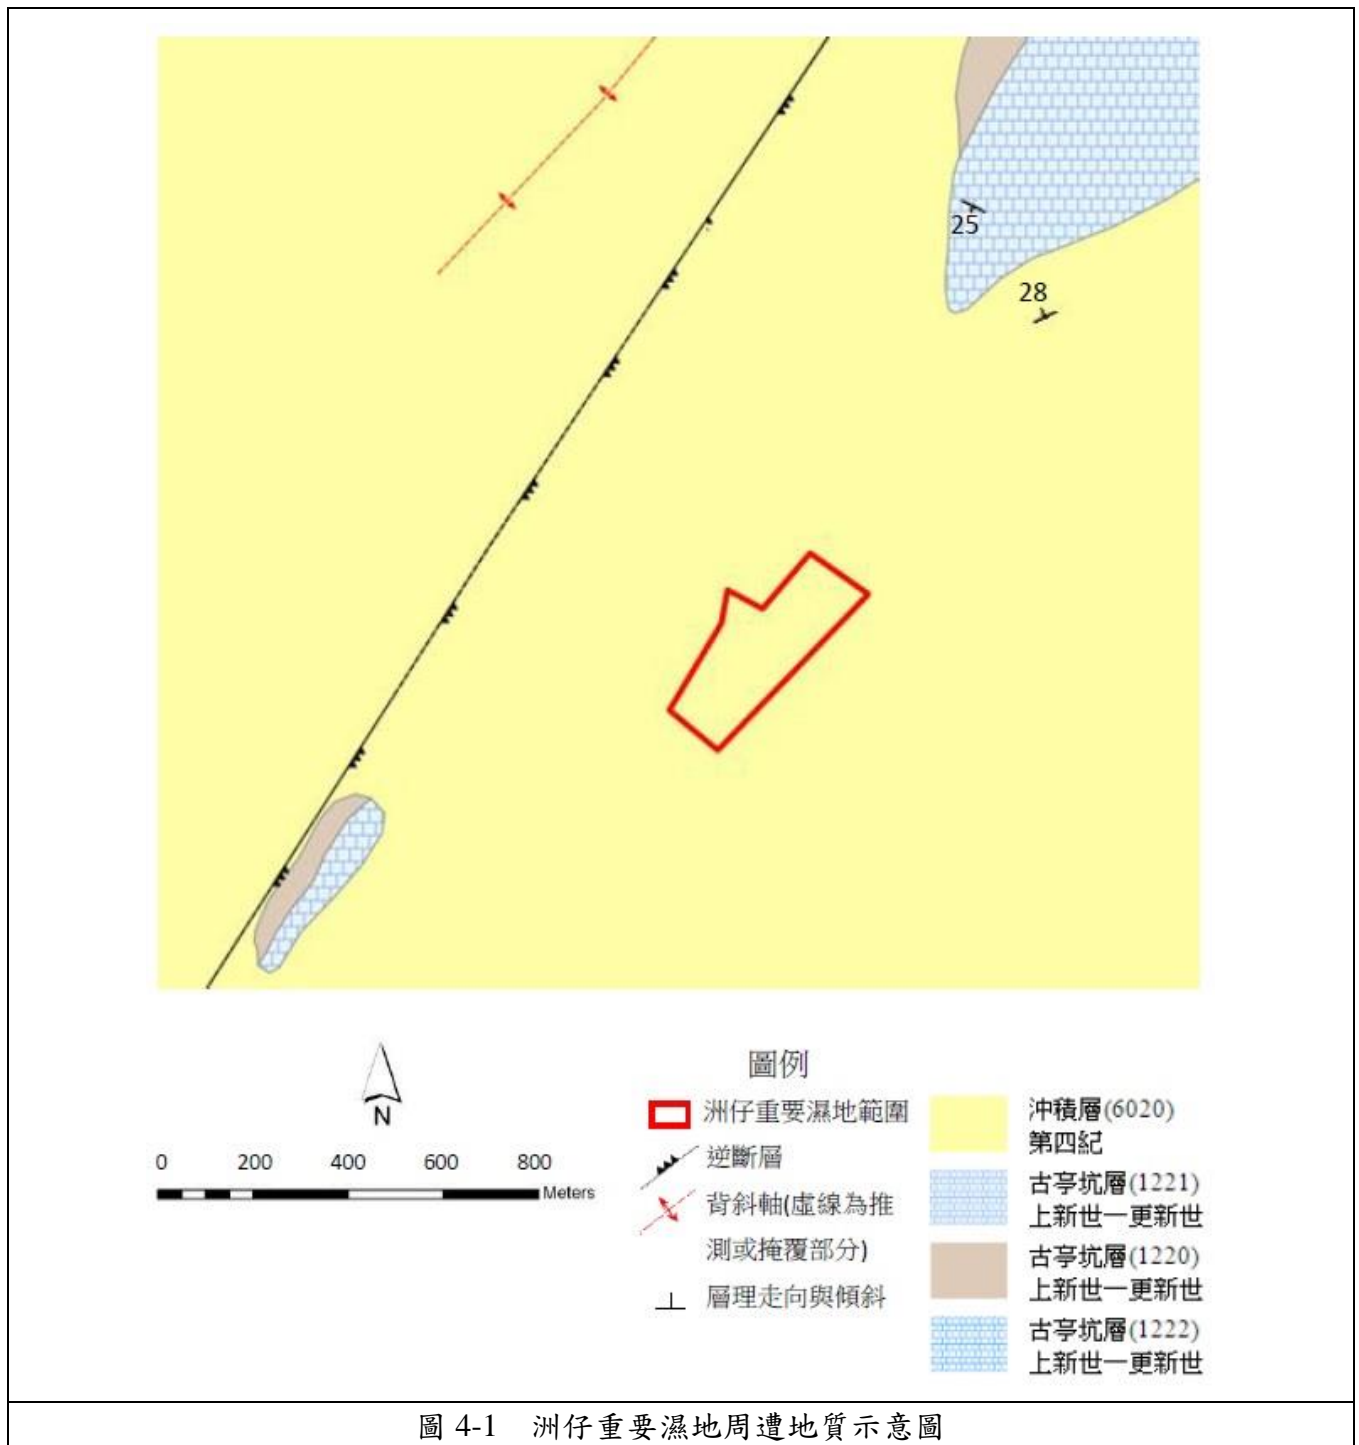 25
28
N
0 200 400 600 800
Meters
圖例
洲仔重要濕地範圍
逆斷層
背斜軸(虛線為推
測或掩覆部分)
層理走向與傾斜
沖積層(6020)
第四紀
古亭坑層(1221)
上新世—更新世
古亭坑層(1220)
上新世—更新世
古亭坑層(1222)
上新世—更新世
圖 4-1 洲仔重要濕地周遭地質示意圖